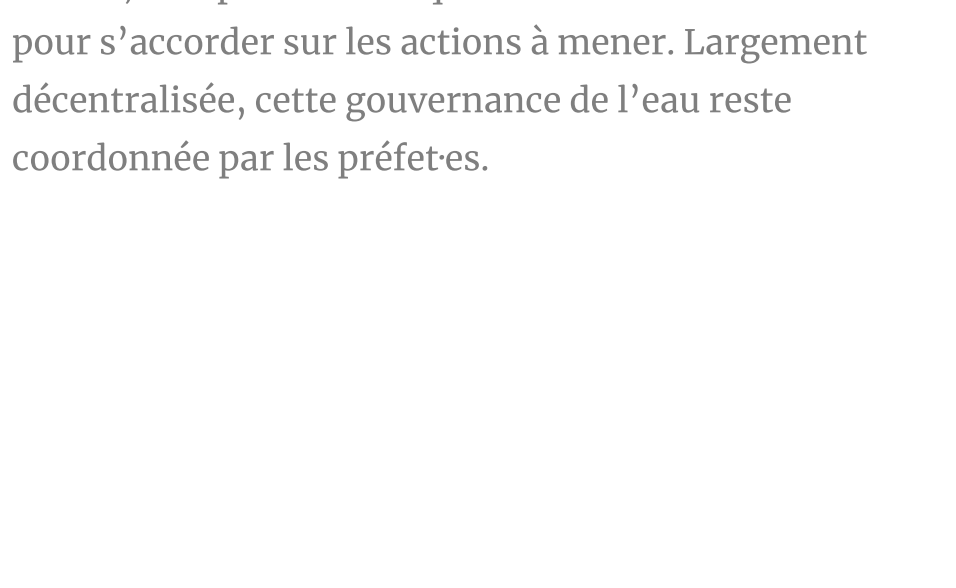 pour s’accorder sur les actions à mener. Largement
décentralisée, cette gouvernance de l’eau reste
coordonnée par les préfet·es.